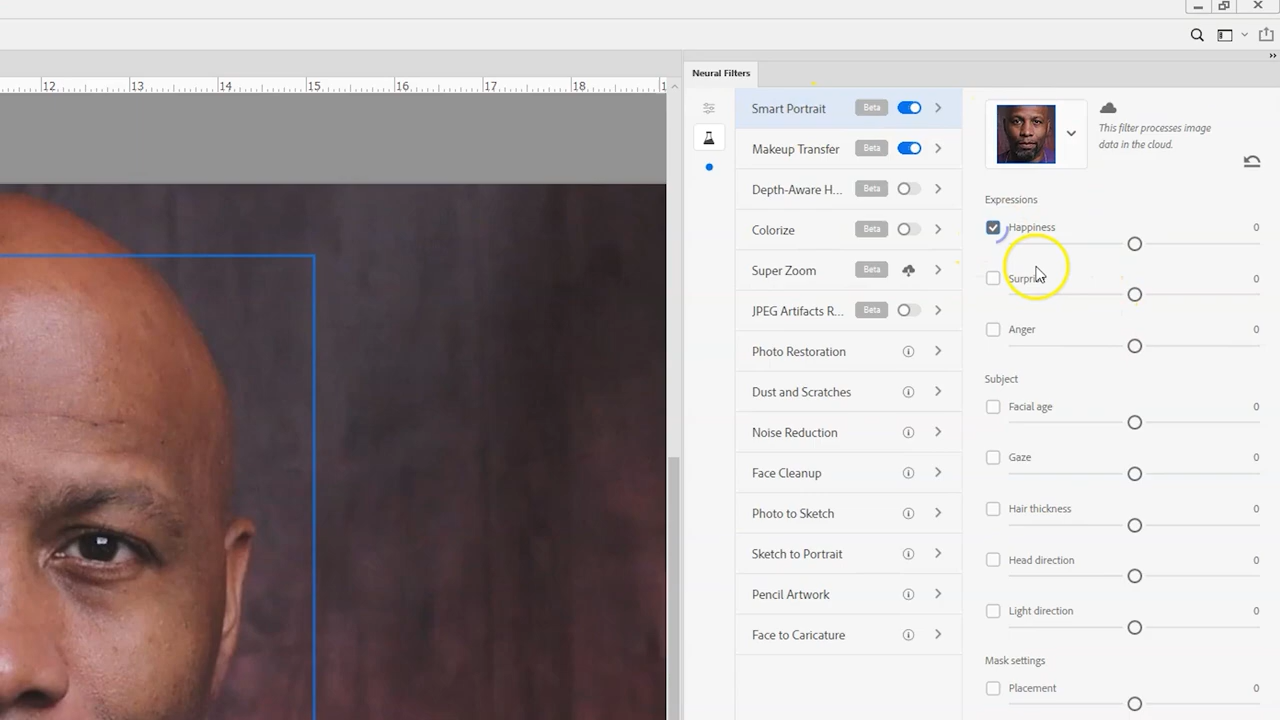 12 13 14 15 16 17 18
Neural Filters
Smart Portrait Beta
Makeup Transfer Beta
Depth-Aware H... Beta
Colorize Beta
Super Zoom Beta
JPEG Artifacts R... Beta
Photo Restoration
Dust and Scratches
Noise Reduction
Face Cleanup
Photo to Sketch
Sketch to Portrait
Pencil Artwork
Face to Caricature
This filter processes image
data in the cloud.
Expressions
Happiness 0
0
Anger 0
Subject
Facial age 0
Gaze 0
Hair thickness 0
Head direction 0
Light direction 0
Mask settings
Placement 0